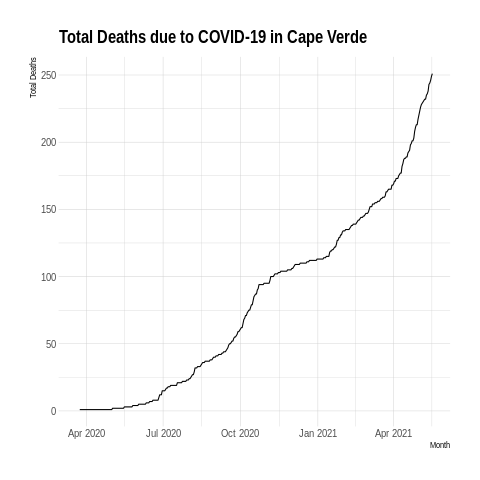 Total Deaths due to COVID-19 in Cape Verde
Total Deaths
250
200
150
100
50
0
Apr 2020 Jul 2020 Oct 2020 Jan 2021 Apr 2021
Month